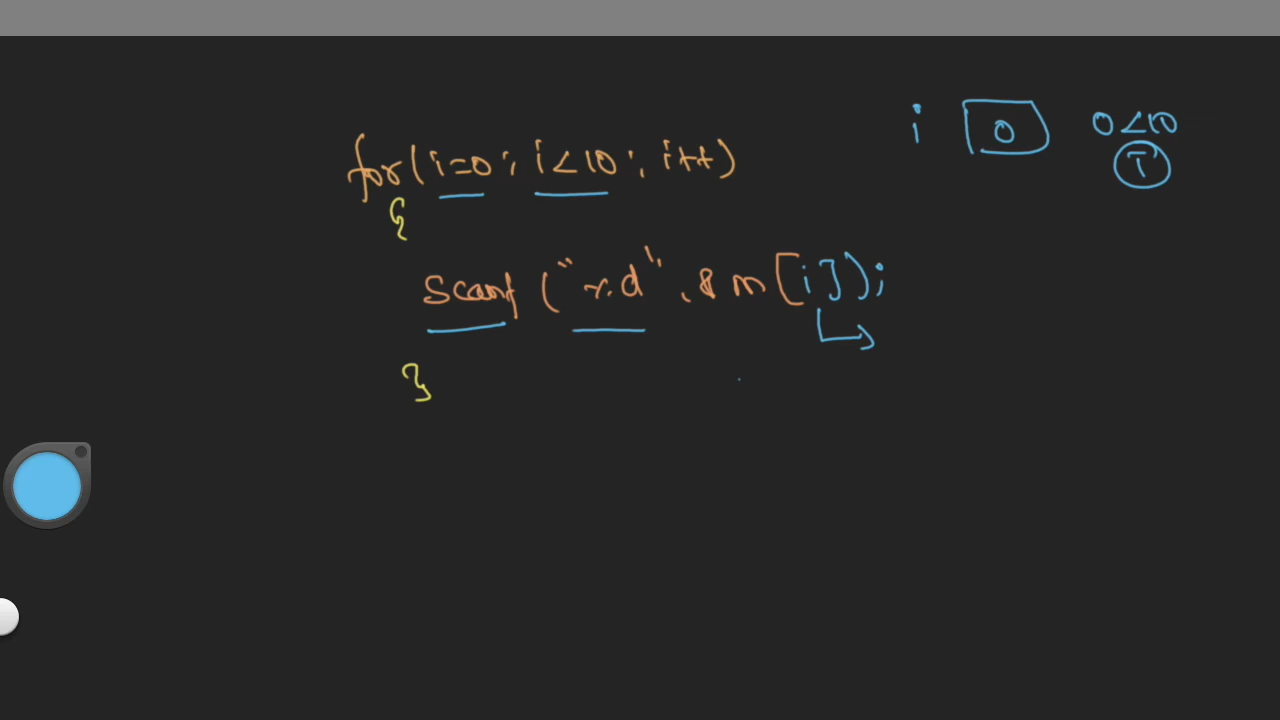 for(i=0; i<10; i++)
{
scanf("%d", &m[i]);
}
i 0 0<10
T